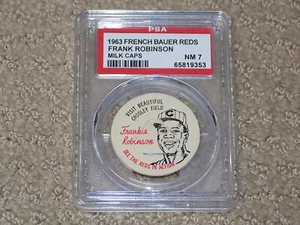 PSA
1963 FRENCH BAUER REDS
FRANK ROBINSON
MILK CAPS
NM 7
65819353
VISIT BEAUTIFUL
CROSLEY FIELD
Frankie
Robinson
SEE THE REDS IN ACTION
C